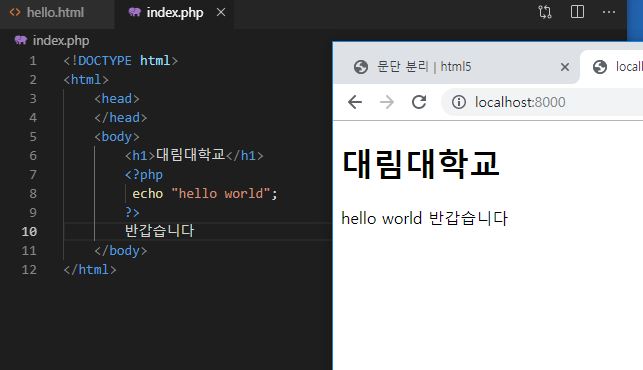 hello.html
index.php
index.php
1 <!DOCTYPE html>
2 <html>
3 <head>
4 </head>
5 <body>
6 <h1>대림대학교</h1>
7 <?php
8 echo "hello world";
9 ?>
10 반갑습니다
11 </body>
12 </html>
문단 분리 | html5
local
localhost:8000
대림대학교
hello world 반갑습니다